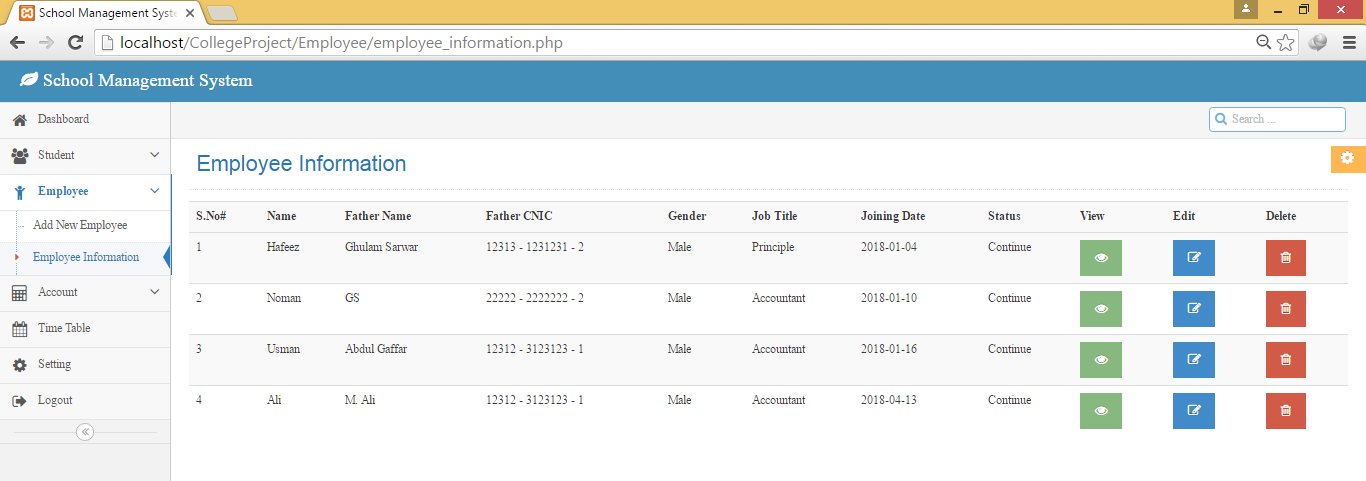 School Management Syste
localhost/CollegeProject/Employee/employee_information.php
School Management System
Search ...
Dashboard
Student
Employee
Add New Employee
Employee Information
Account
Time Table
Setting
Logout
Employee Information
S.No# Name Father Name Father CNIC Gender Job Title Joining Date Status View Edit Delete
1 Hafeez Ghulam Sarwar 12313 - 1231231 - 2 Male Principle 2018-01-04 Continue
2 Noman GS 22222 - 2222222 - 2 Male Accountant 2018-01-10 Continue
3 Usman Abdul Gaffar 12312 - 3123123 - 1 Male Accountant 2018-01-16 Continue
4 Ali M. Ali 12312 - 3123123 - 1 Male Accountant 2018-04-13 Continue